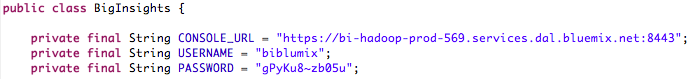 public class BigInsights {
private final String CONSOLE_URL = "https://bi-hadoop-prod-569.services.dal.bluemix.net:8443";
private final String USERNAME = "biblumix";
private final String PASSWORD = "gPyKu8~zb05u";